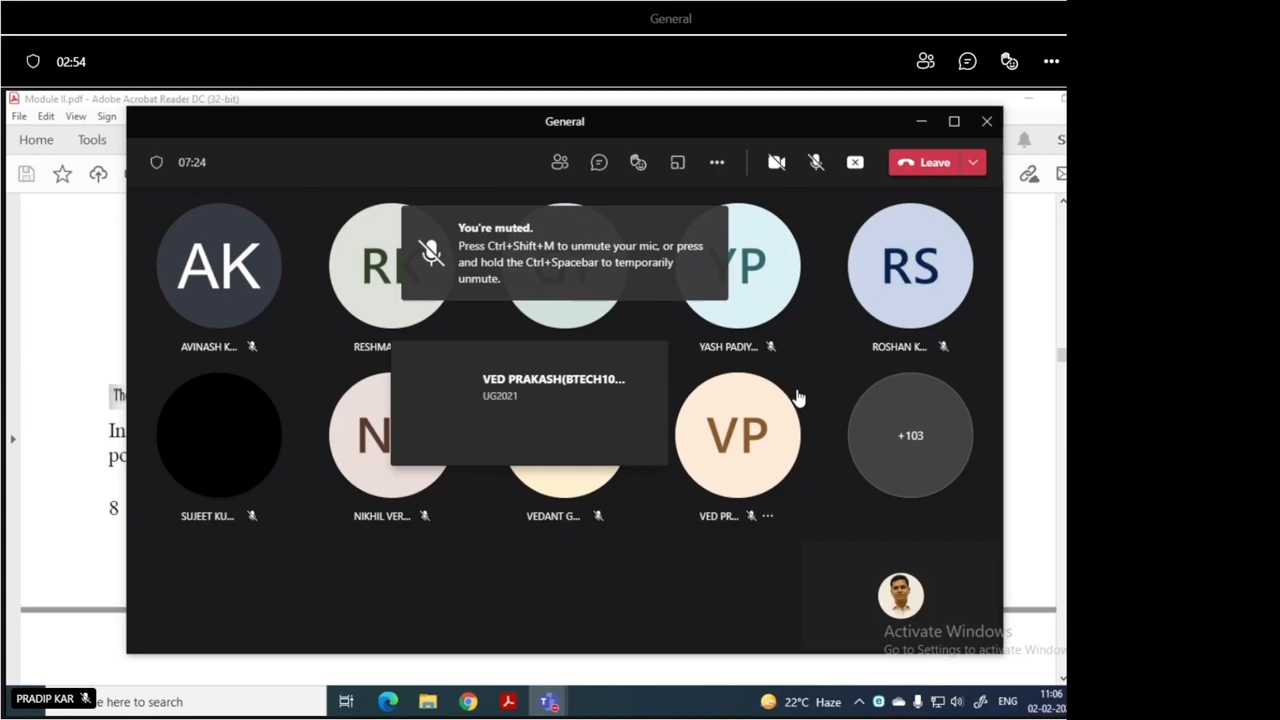 General
02:54
Module II.pdf - Adobe Acrobat Reader DC (32-bit)
File Edit View Sign
Home Tools
General
07:24
Leave
You're muted.
Press Ctrl+Shift+M to unmute your mic, or press
and hold the Ctrl+Spacebar to temporarily
unmute.
AK
RK
YP
RS
AVINASH K...
RESHMA
YASH PADIY...
ROSHAN K...
VED PRAKASH(BTECH10...
UG2021
N
VP
+103
In
po
8
SUJEET KU...
NIKHIL VER...
VEDANT G...
VED PR...
Activate Windows
Go to Settings to activate Window
PRADIP KAR
e here to search
22°C Haze
ENG
11:06
02-02-20